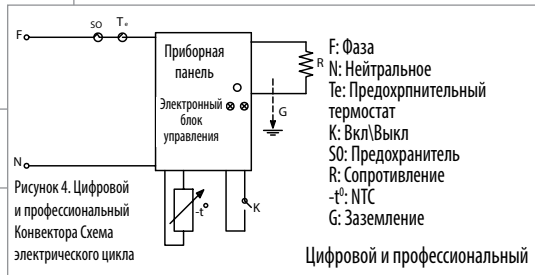 F
SO
Te
Приборная
панель
Электронный
блок
управления
R
G
N
-t⁰
K
Рисунок 4. Цифровой
и профессиональный
Конвектора Схема
электрического цикла
F: Фаза
N: Нейтральное
Te: Предохрпнительный
термостат
K: Вкл\Выкл
S0: Предохранитель
R: Сопротивление
-t⁰: NTC
G: Заземление
Цифровой и профессиональный